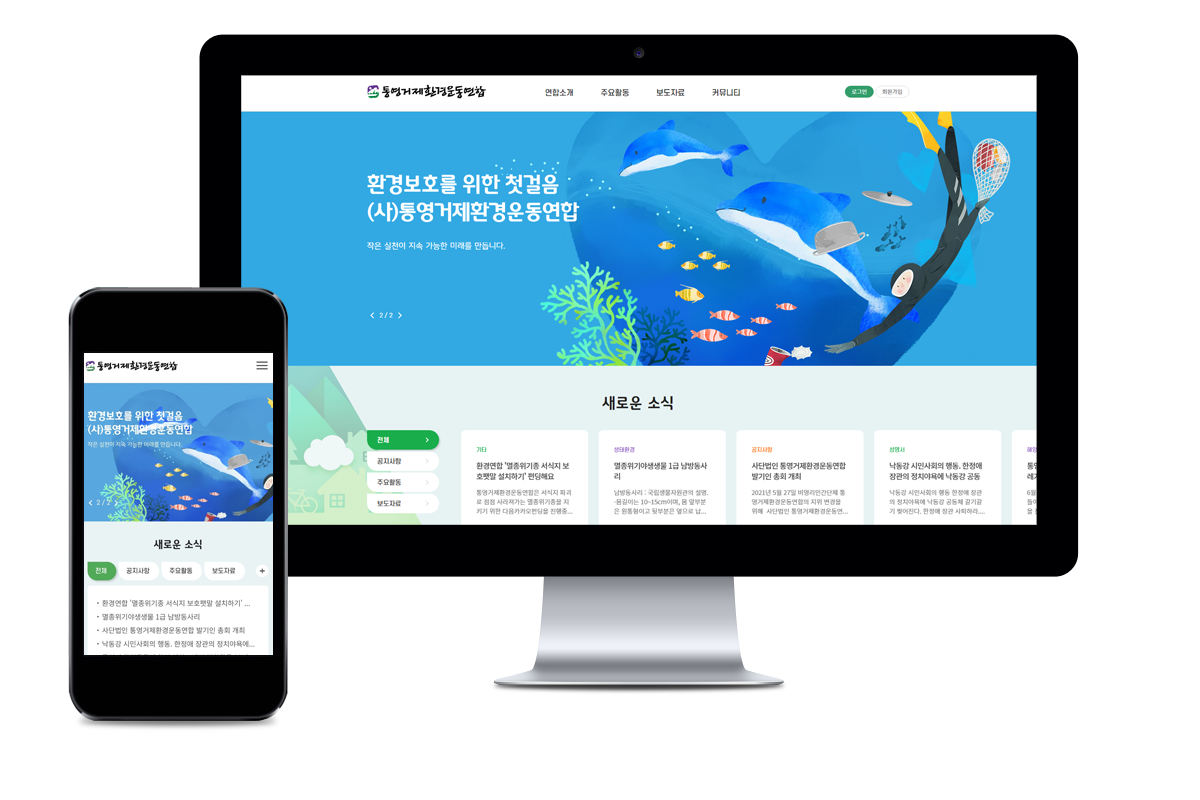 통영거제환경운동연합
연합소개
주요활동
보도자료
커뮤니티
로그인
회원가입
환경보호를 위한 첫걸음
(사)통영거제환경운동연합
작은 실천이 지속 가능한 미래를 만듭니다.
2 / 2
새로운 소식
전체
공지사항
주요활동
보도자료
기타
환경연합 '멸종위기종 서식지 보
호팻말 설치하기' 펀딩해요
통영거제환경운동연은 서식지 파괴
로 점점 사라져가는 멸종위기종를 지
키기 위한 다음카카오펀딩을 진행중...
생태환경
멸종위기야생생물 1급 남방동사
리
남방동사리 : 국립생물자원관의 설명.
-몸길이는 10~15cm이며, 몸 앞부분
은 원통형이고 뒷부분은 옆으로 납...
공지사항
사단법인 통영거제환경운동연합
발기인 총회 개최
2021년 5월 27일 비영리민간단체 통
영거제환경운동연합의 지위 변경을
위해 사단법인 통영거제환경운동연...
성명서
낙동강 시민사회의 행동, 한정애
장관의 정치야욕에 낙동강 공동
낙동강 시민사회의 행동 한정애 장관
의 정치야욕에 낙동강 공동체 갈기갈
기 찢어진다. 한정애 장관 사퇴하라....
통영거제환경운동연합
환경보호를 위한 첫걸음
(사)통영거제환경운동연합
작은 실천이 지속 가능한 미래를 만듭니다.
2 / 2
새로운 소식
전체
공지사항
주요활동
보도자료
+
• 환경연합 '멸종위기종 서식지 보호팻말 설치하기' ...
• 멸종위기야생생물 1급 남방동사리
• 사단법인 통영거제환경운동연합 발기인 총회 개최
• 낙동강 시민사회의 행동, 한정애 장관의 정치야욕에...